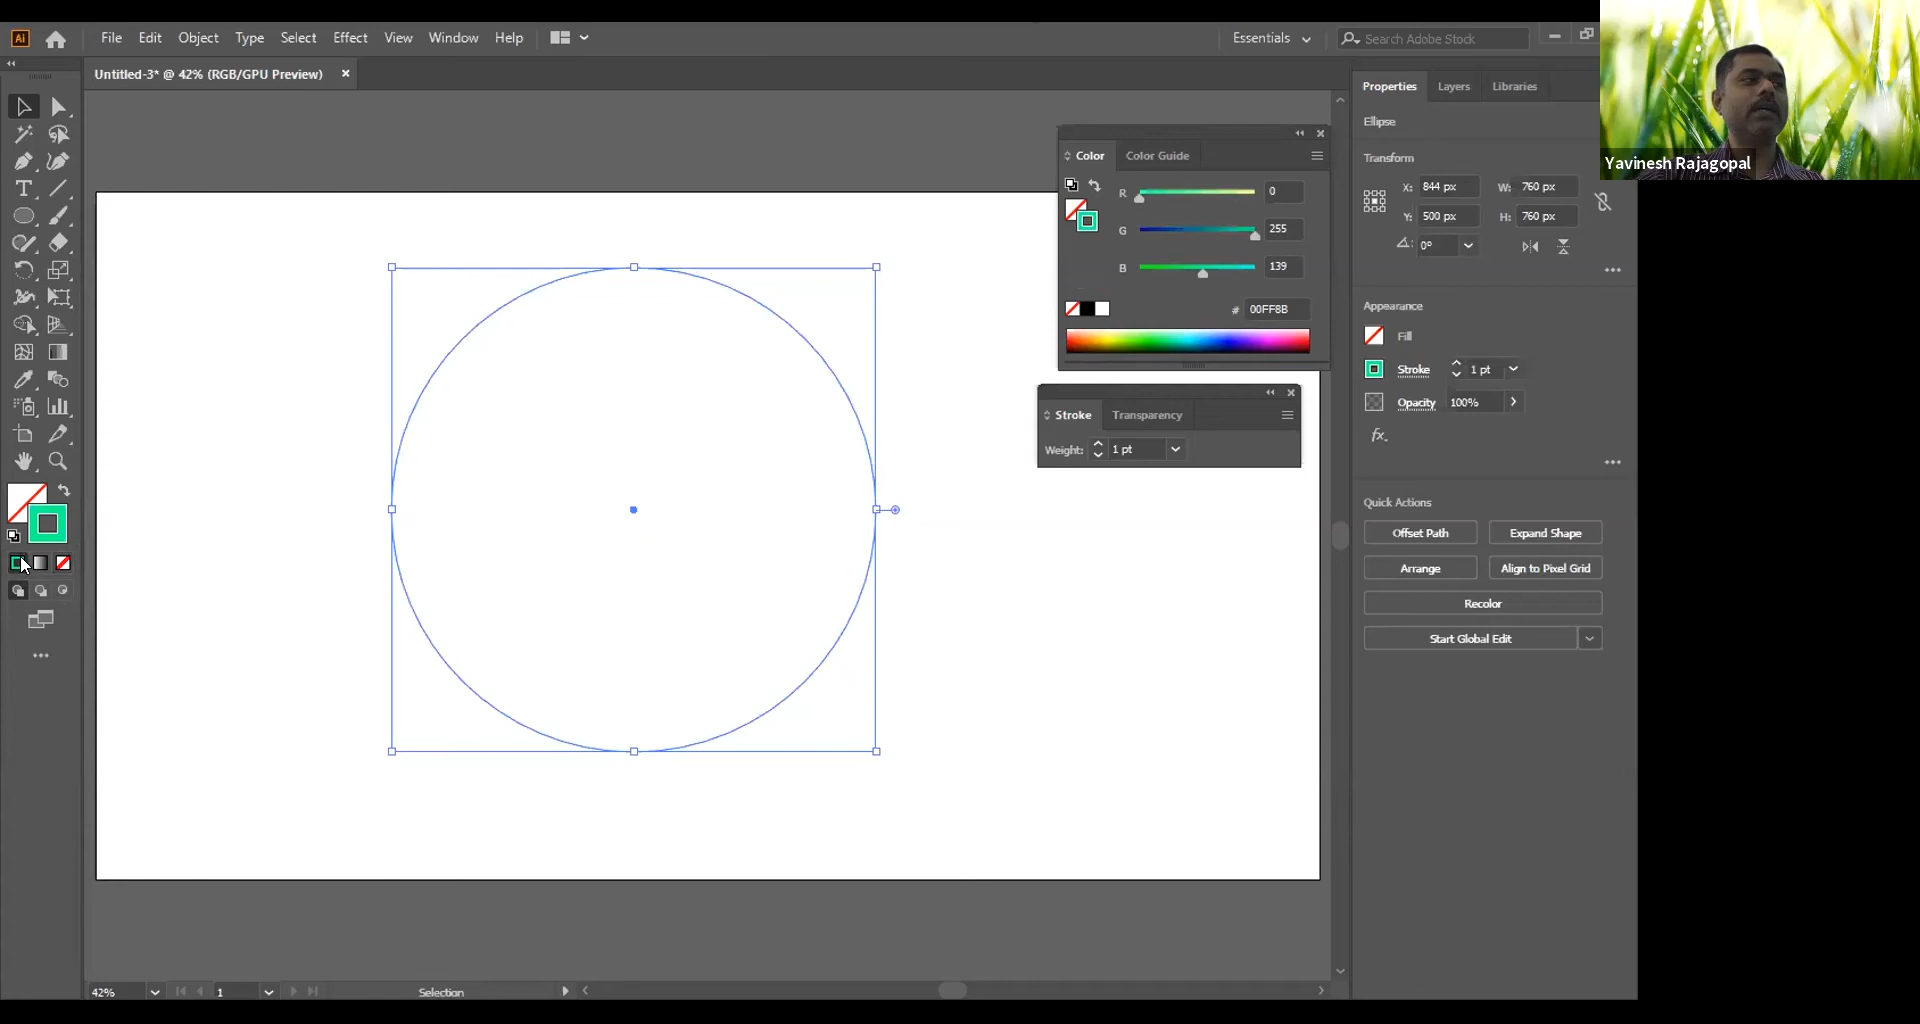 Ai
File Edit Object Type Select Effect View Window Help
Essentials
Search Adobe Stock
Untitled-3* @ 42% (RGB/GPU Preview)
Properties Layers Libraries
Ellipse
Transform
X: 844 px W: 760 px
Y: 500 px H: 760 px
0°
Appearance
Fill
Stroke 1 pt
Opacity 100%
fx.
Quick Actions
Offset Path Expand Shape
Arrange Align to Pixel Grid
Recolor
Start Global Edit
Color Color Guide
R 0
G 255
B 139
# 00FF8B
Stroke Transparency
Weight: 1 pt
Yavinesh Rajagopal
42% 1 Selection